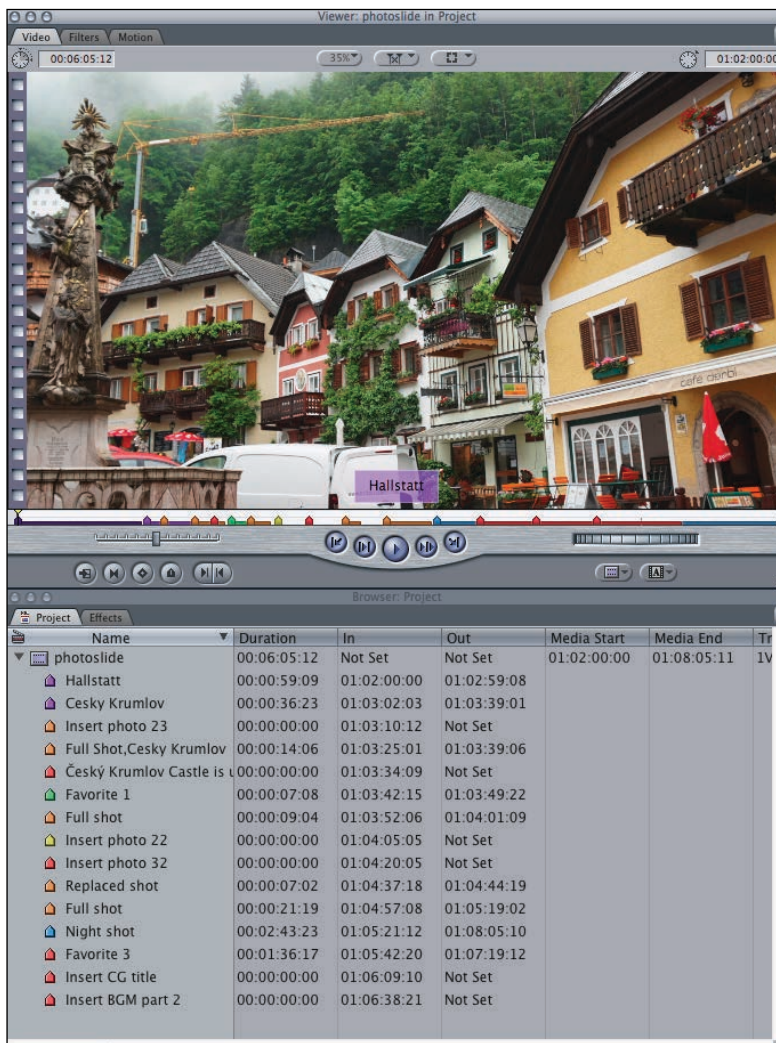 Viewer: photoslide in Project
Video Filters Motion
00:06:05:12 35% 01:02:00:00
café derbl
Hallstatt
Browser: Project
Project Effects
Name Duration In Out Media Start Media End Tr
photoslide 00:06:05:12 Not Set Not Set 01:02:00:00 01:08:05:11 1V
Hallstatt 00:00:59:09 01:02:00:00 01:02:59:08
Cesky Krumlov 00:00:36:23 01:03:02:03 01:03:39:01
Insert photo 23 00:00:00:00 01:03:10:12 Not Set
Full Shot,Cesky Krumlov 00:00:14:06 01:03:25:01 01:03:39:06
Český Krumlov Castle is 00:00:00:00 01:03:34:09 Not Set
Favorite 1 00:00:07:08 01:03:42:15 01:03:49:22
Full shot 00:00:09:04 01:03:52:06 01:04:01:09
Insert photo 22 00:00:00:00 01:04:05:05 Not Set
Insert photo 32 00:00:00:00 01:04:20:05 Not Set
Replaced shot 00:00:07:02 01:04:37:18 01:04:44:19
Full shot 00:00:21:19 01:04:57:08 01:05:19:02
Night shot 00:02:43:23 01:05:21:12 01:08:05:10
Favorite 3 00:01:36:17 01:05:42:20 01:07:19:12
Insert CG title 00:00:00:00 01:06:09:10 Not Set
Insert BGM part 2 00:00:00:00 01:06:38:21 Not Set